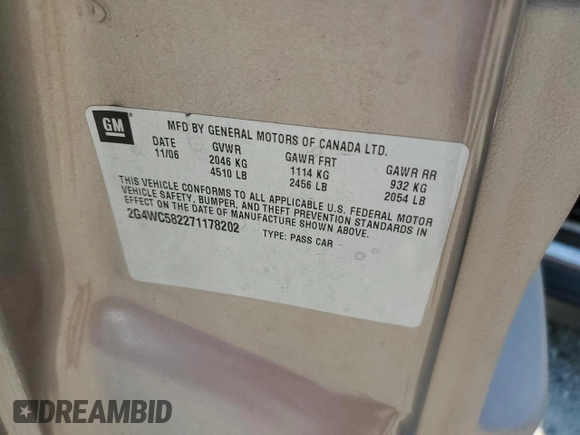 GM
MFD BY GENERAL MOTORS OF CANADA LTD.
DATE GVWR GAWR FRT GAWR RR
11/06 2046 KG 1114 KG 932 KG
4510 LB 2456 LB 2054 LB
THIS VEHICLE CONFORMS TO ALL APPLICABLE U.S. FEDERAL MOTOR
VEHICLE SAFETY, BUMPER, AND THEFT PREVENTION STANDARDS IN
EFFECT ON THE DATE OF MANUFACTURE SHOWN ABOVE.
2G4WC582271178202 TYPE: PASS CAR
DREAMBID